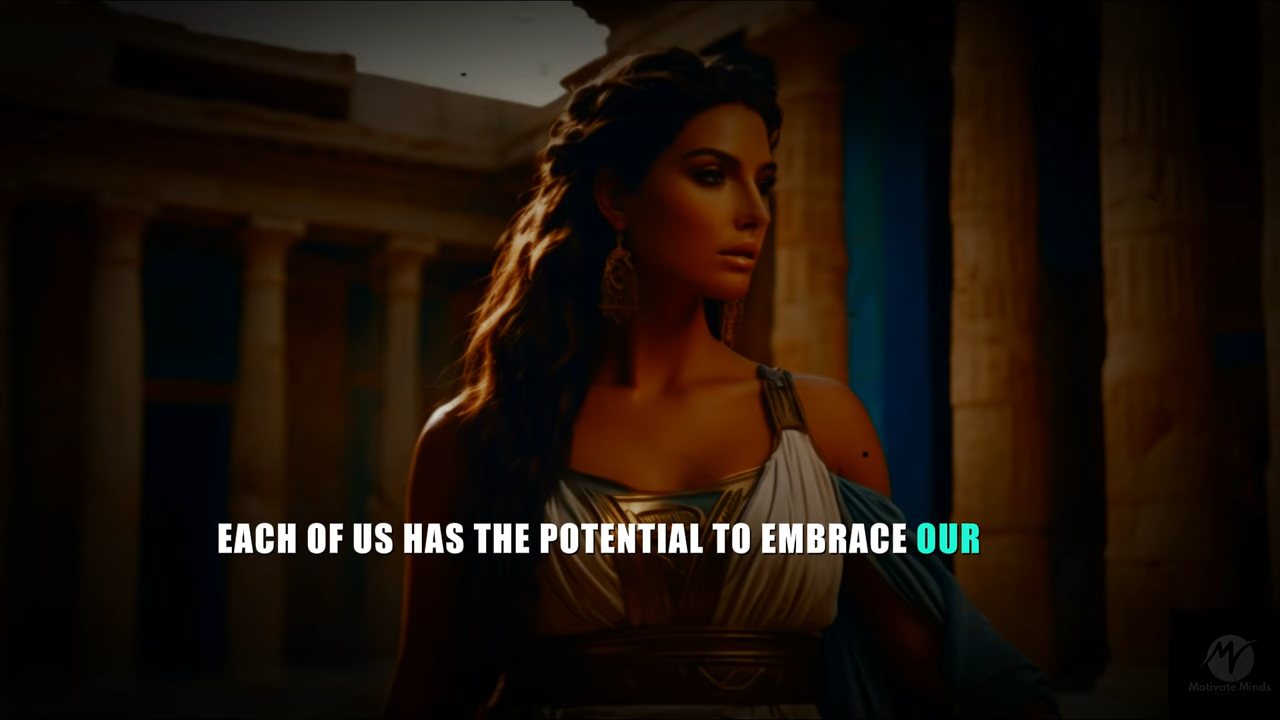 EACH OF US HAS THE POTENTIAL TO EMBRACE OUR
Motivate Minds